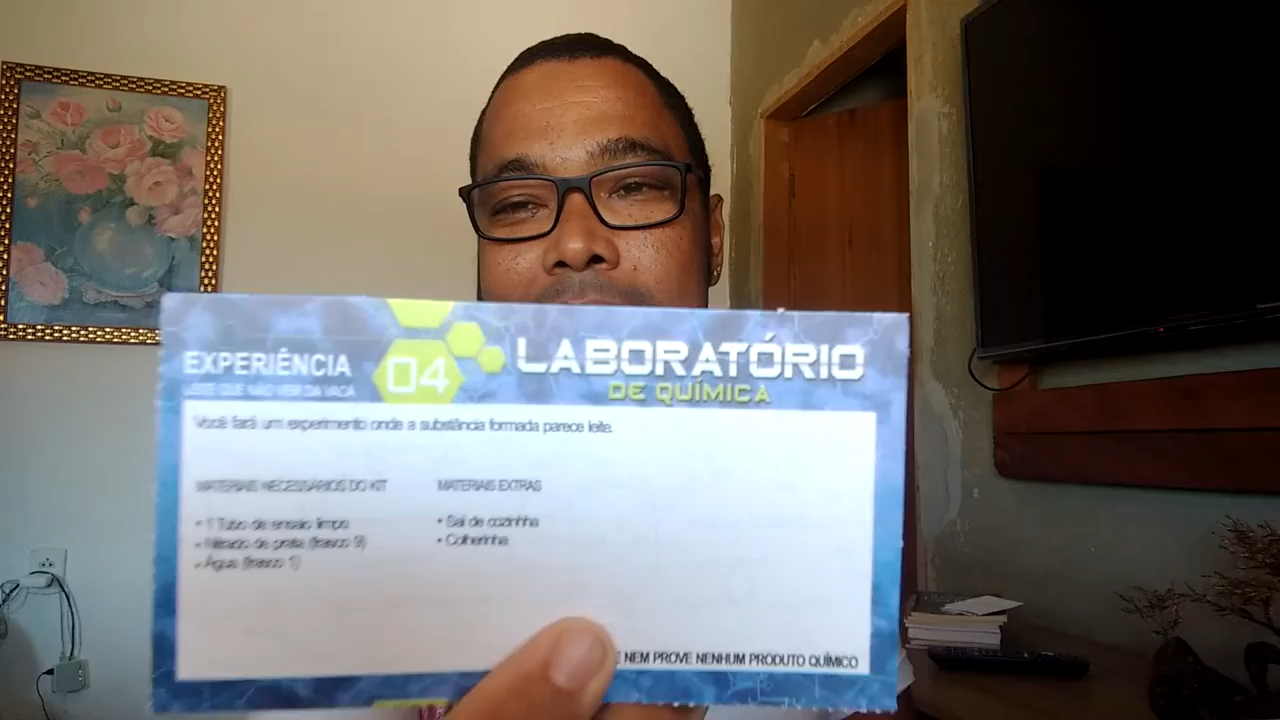 EXPERIÊNCIA
04
LEITE QUE NÃO VEM DA VACA
LABORATÓRIO
DE QUÍMICA
Você fará um experimento onde a substância formada parece leite.
MATERIAIS NECESSÁRIOS DO KIT
• 1 Tubo de ensaio limpo
• Nitrato de prata (frasco 9)
• Água (frasco 1)
MATERIAIS EXTRAS
• Sal de cozinha
• Colherinha
NEM PROVE NENHUM PRODUTO QUÍMICO